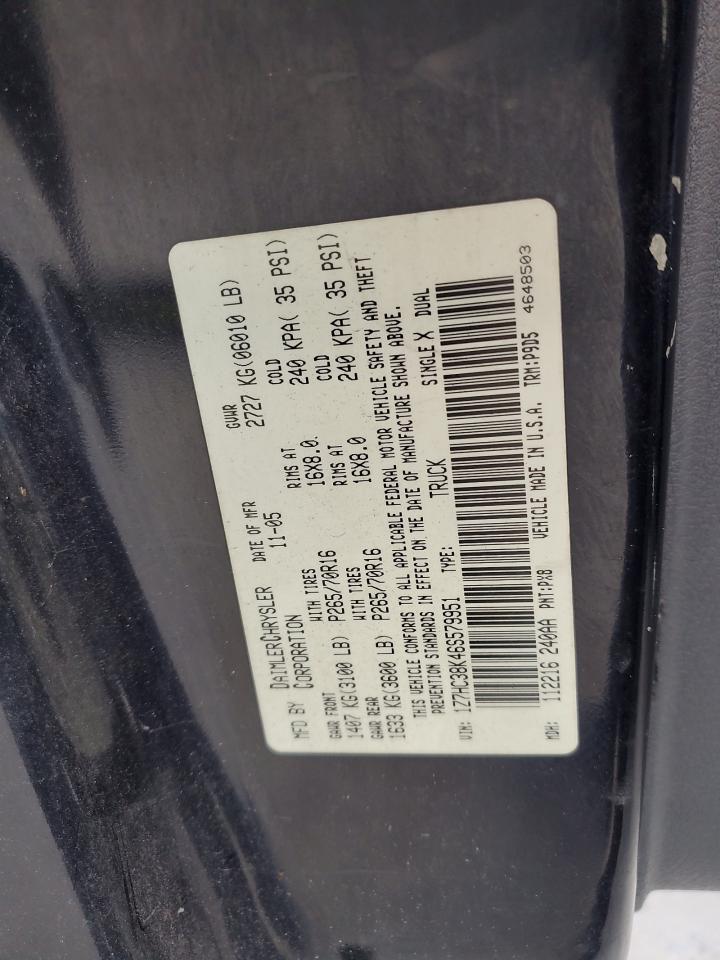 MFD BY DAIMLERCHRYSLER CORPORATION DATE OF MFR 11-05 GVWR 2727 KG(06010 LB)
GAWR FRONT WITH TIRES RIMS AT COLD
1407 KG(3100 LB) P265/70R16 16X8.0 240 KPA( 35 PSI)
GAWR REAR WITH TIRES RIMS AT COLD
1633 KG(3600 LB) P265/70R16 16X8.0 240 KPA( 35 PSI)
THIS VEHICLE CONFORMS TO ALL APPLICABLE FEDERAL MOTOR VEHICLE SAFETY AND THEFT
PREVENTION STANDARDS IN EFFECT ON THE DATE OF MANUFACTURE SHOWN ABOVE.
VIN: 1Z7HC38K46S579951 TYPE: TRUCK SINGLE X DUAL
MDH: 112216 240AA PNT:PXB VEHICLE MADE IN U.S.A. TRM:P9D5 4648503